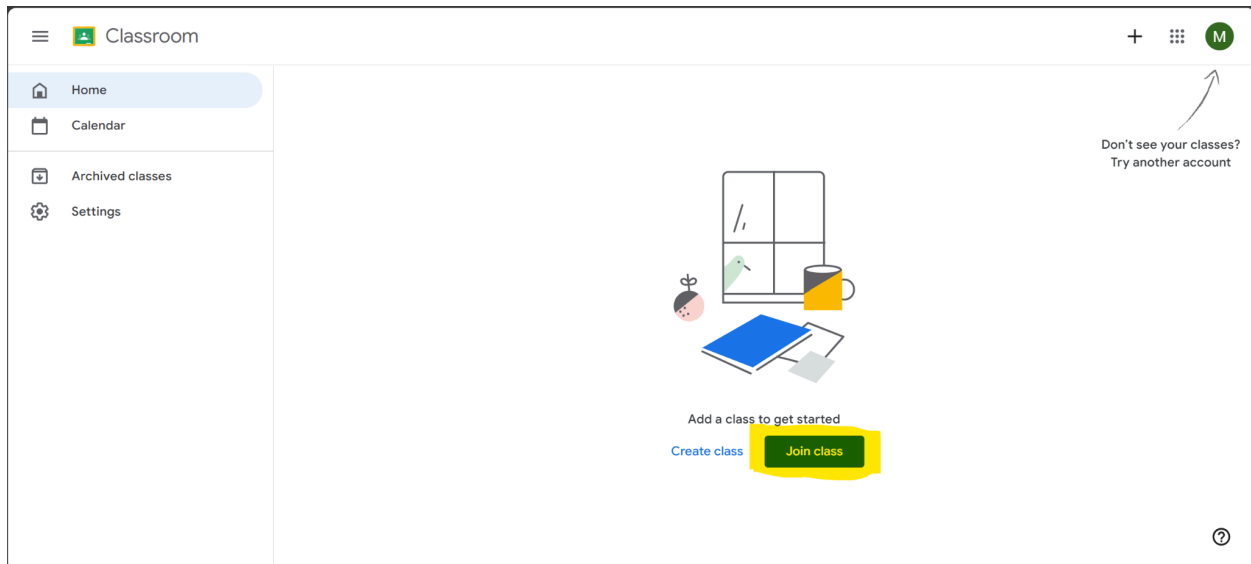 Classroom
M
Home
Calendar
Archived classes
Settings
Don't see your classes?
Try another account
Add a class to get started
Create class
Join class